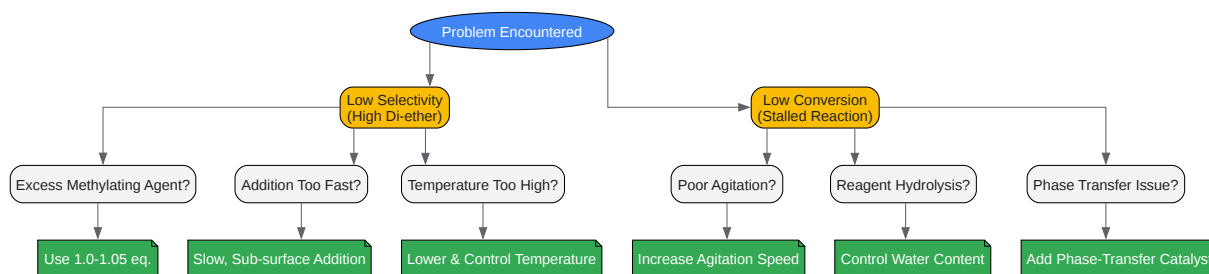 Problem Encountered
Low Selectivity
(High Di-ether)
Low Conversion
(Stalled Reaction)
Excess Methylating Agent?
Addition Too Fast?
Temperature Too High?
Poor Agitation?
Reagent Hydrolysis?
Phase Transfer Issue?
Use 1.0-1.05 eq.
Slow, Sub-surface Addition
Lower & Control Temperature
Increase Agitation Speed
Control Water Content
Add Phase-Transfer Catalyst